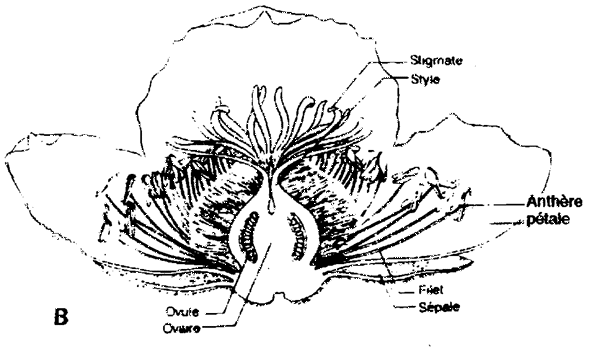 Stigmate
Style
Anthère
pétale
Filet
Sépale
Ovule
Ovaire
B